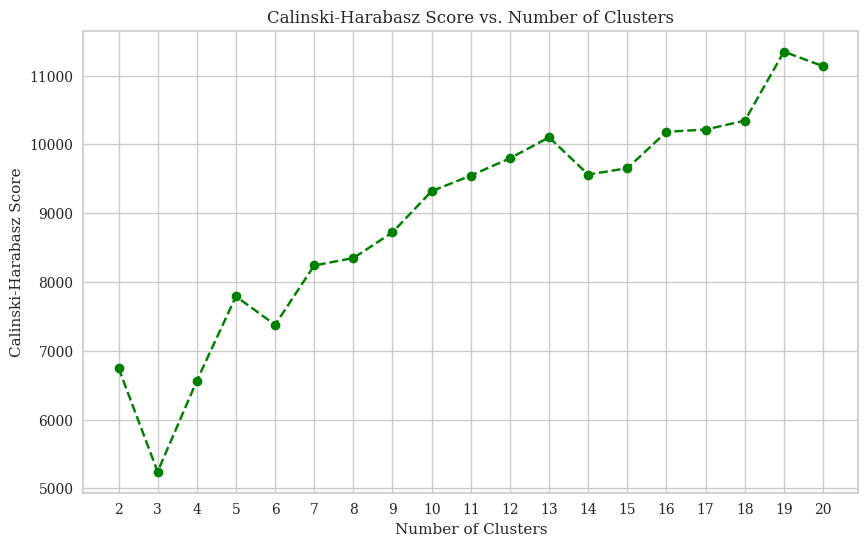 Calinski-Harabasz Score vs. Number of Clusters
Calinski-Harabasz Score
11000
10000
9000
8000
7000
6000
5000
2 3 4 5 6 7 8 9 10 11 12 13 14 15 16 17 18 19 20
Number of Clusters